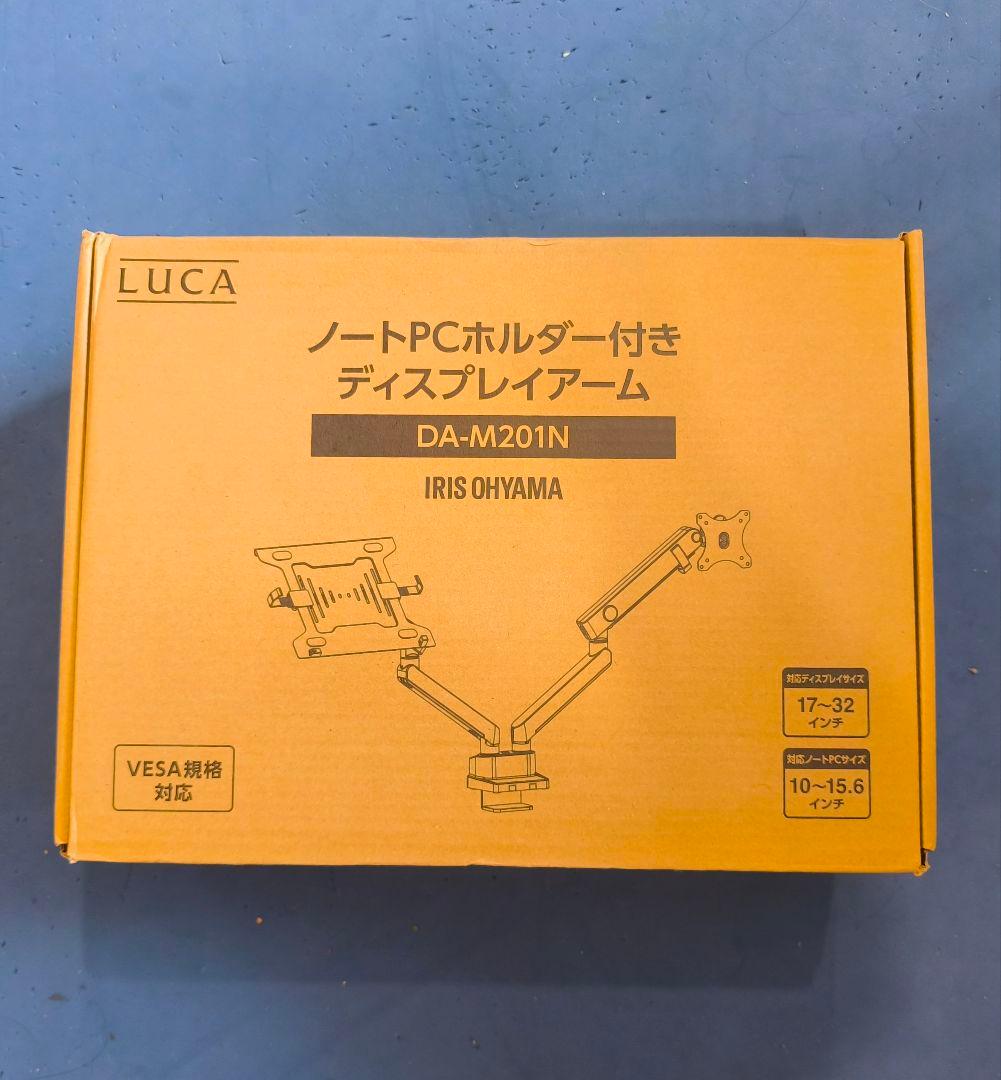 LUCA
ノートPCホルダー付き
ディスプレイアーム
DA-M201N
IRIS OHYAMA
対応ディスプレイサイズ
17〜32
インチ
VESA規格
対応
対応ノートPCサイズ
10〜15.6
インチ